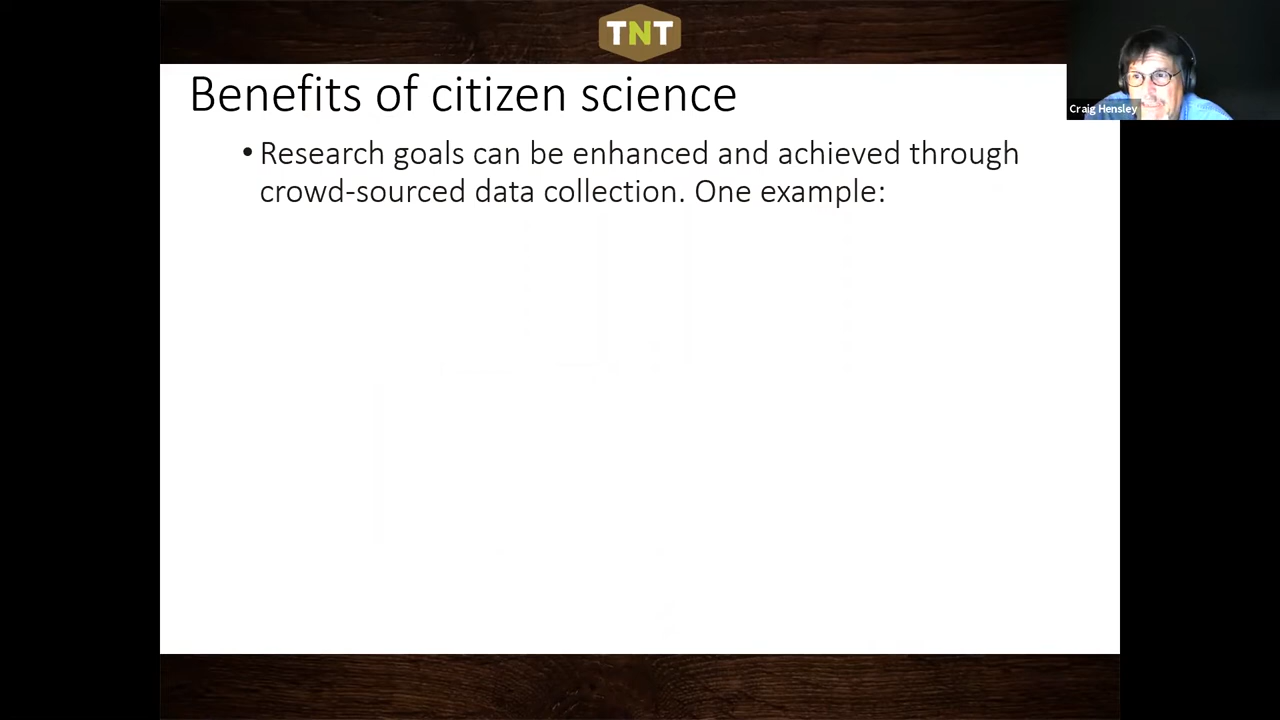 TNT
Benefits of citizen science
Craig Hensley
• Research goals can be enhanced and achieved through
crowd-sourced data collection. One example: